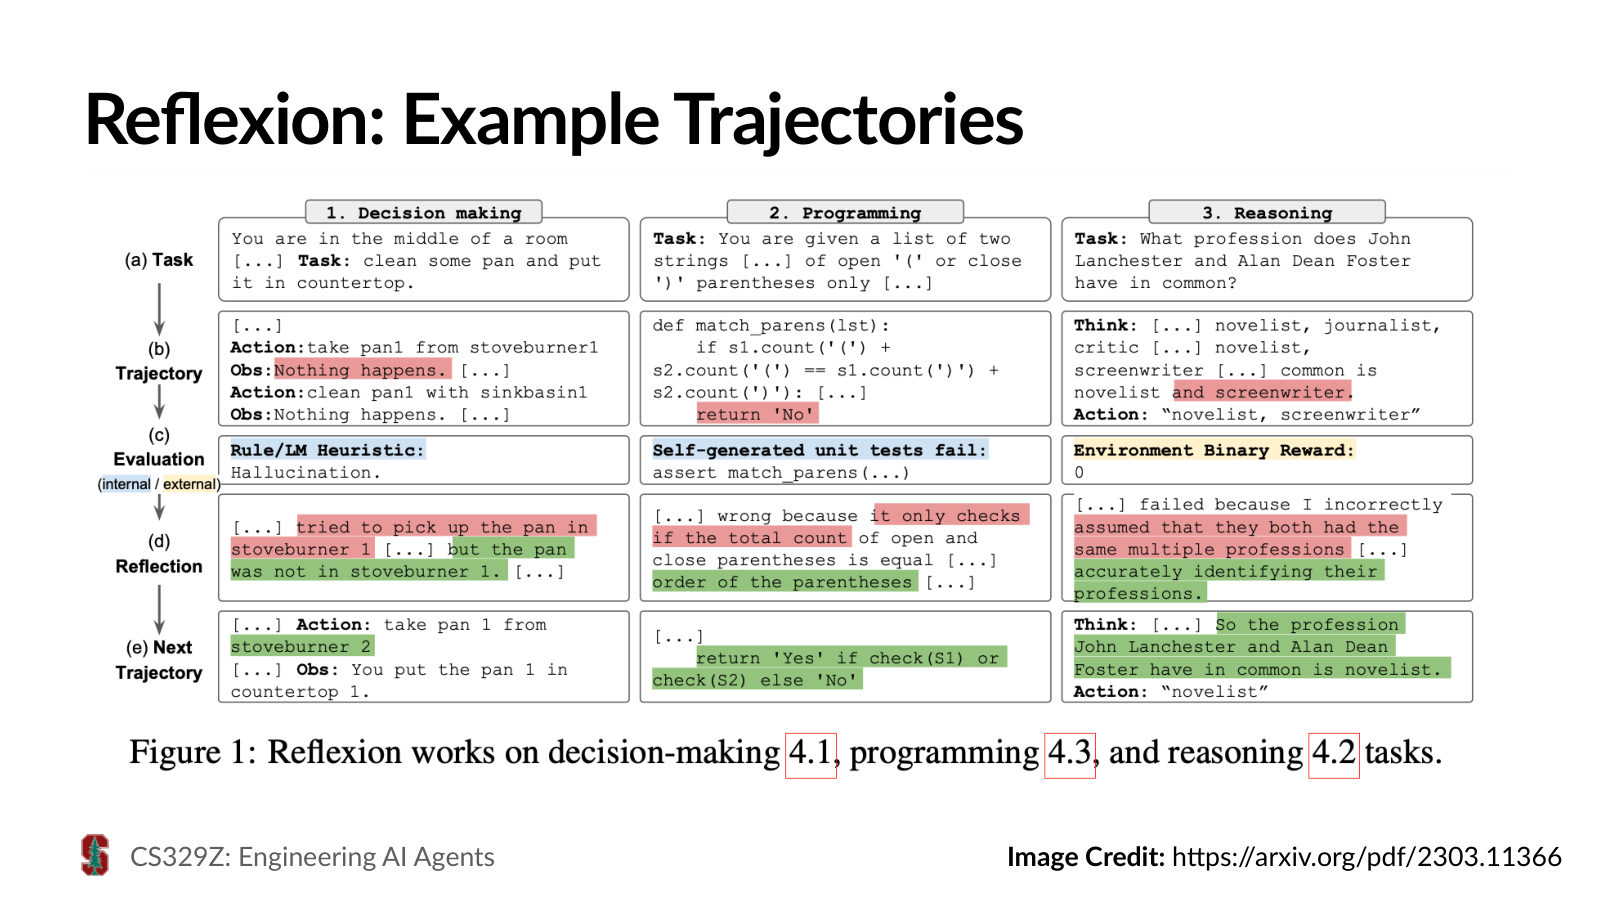 Reflexion: Example Trajectories
1. Decision making
2. Programming
3. Reasoning
(a) Task
You are in the middle of a room
[...] Task: clean some pan and put
it in countertop.
Task: You are given a list of two
strings [...] of open '(' or close
')' parentheses only [...]
Task: What profession does John
Lanchester and Alan Dean Foster
have in common?
(b)
Trajectory
[...]
Action:take pan1 from stoveburner1
Obs:Nothing happens. [...]
Action:clean pan1 with sinkbasin1
Obs:Nothing happens. [...]
def match_parens(lst):
if s1.count('(') +
s2.count('(') == s1.count(')') +
s2.count(')'): [...]
return 'No'
Think: [...] novelist, journalist,
critic [...] novelist,
screenwriter [...] common is
novelist and screenwriter.
Action: “novelist, screenwriter”
(c)
Evaluation
(internal / external)
Rule/LM Heuristic:
Hallucination.
Self-generated unit tests fail:
assert match_parens(...)
Environment Binary Reward:
0
(d)
Reflection
[...] tried to pick up the pan in
stoveburner 1 [...] but the pan
was not in stoveburner 1. [...]
[...] wrong because it only checks
if the total count of open and
close parentheses is equal [...]
order of the parentheses [...]
[...] failed because I incorrectly
assumed that they both had the
same multiple professions [...]
accurately identifying their
professions.
(e) Next
Trajectory
[...] Action: take pan 1 from
stoveburner 2
[...] Obs: You put the pan 1 in
countertop 1.
[...]
return 'Yes' if check(S1) or
check(S2) else 'No'
Think: [...] So the profession
John Lanchester and Alan Dean
Foster have in common is novelist.
Action: “novelist”
Figure 1: Reflexion works on decision-making 4.1, programming 4.3, and reasoning 4.2 tasks.
CS329Z: Engineering AI Agents
Image Credit: https://arxiv.org/pdf/2303.11366